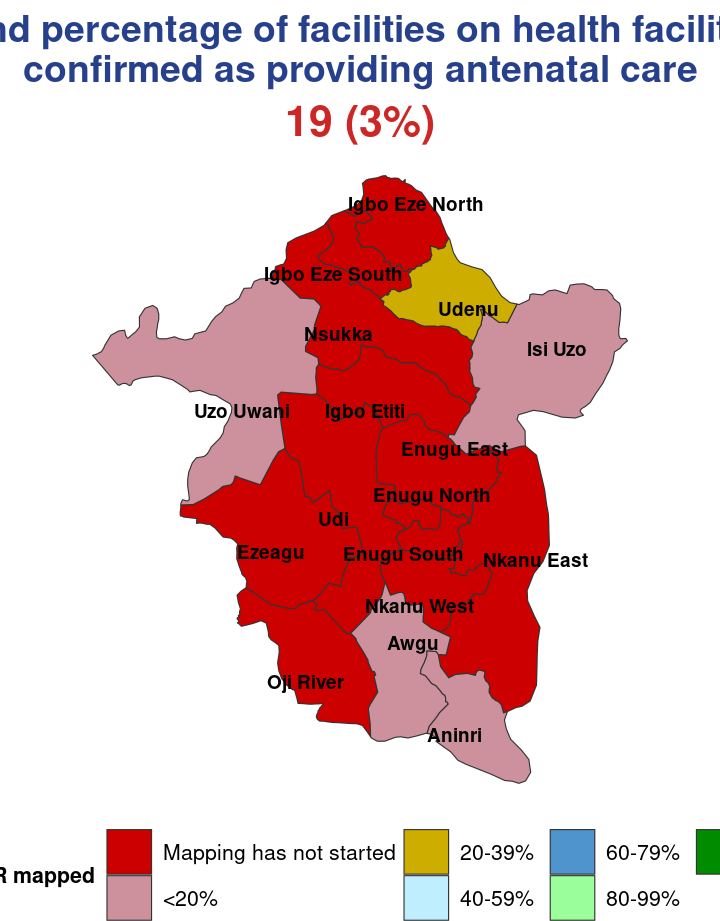 percentage of facilities on health
confirmed as providing antenatal care
19 (3%)
Igbo Eze North
Igbo Eze South
Udenu
Nsukka
Isi Uzo
Uzo Uwani
Igbo Etiti
Enugu East
Enugu North
Udi
Ezeagu
Enugu South
Nkanu East
Nkanu West
Awgu
Oji River
Aninri
Mapping has not started
20-39%
60-79%
mapped
<20%
40-59%
80-99%